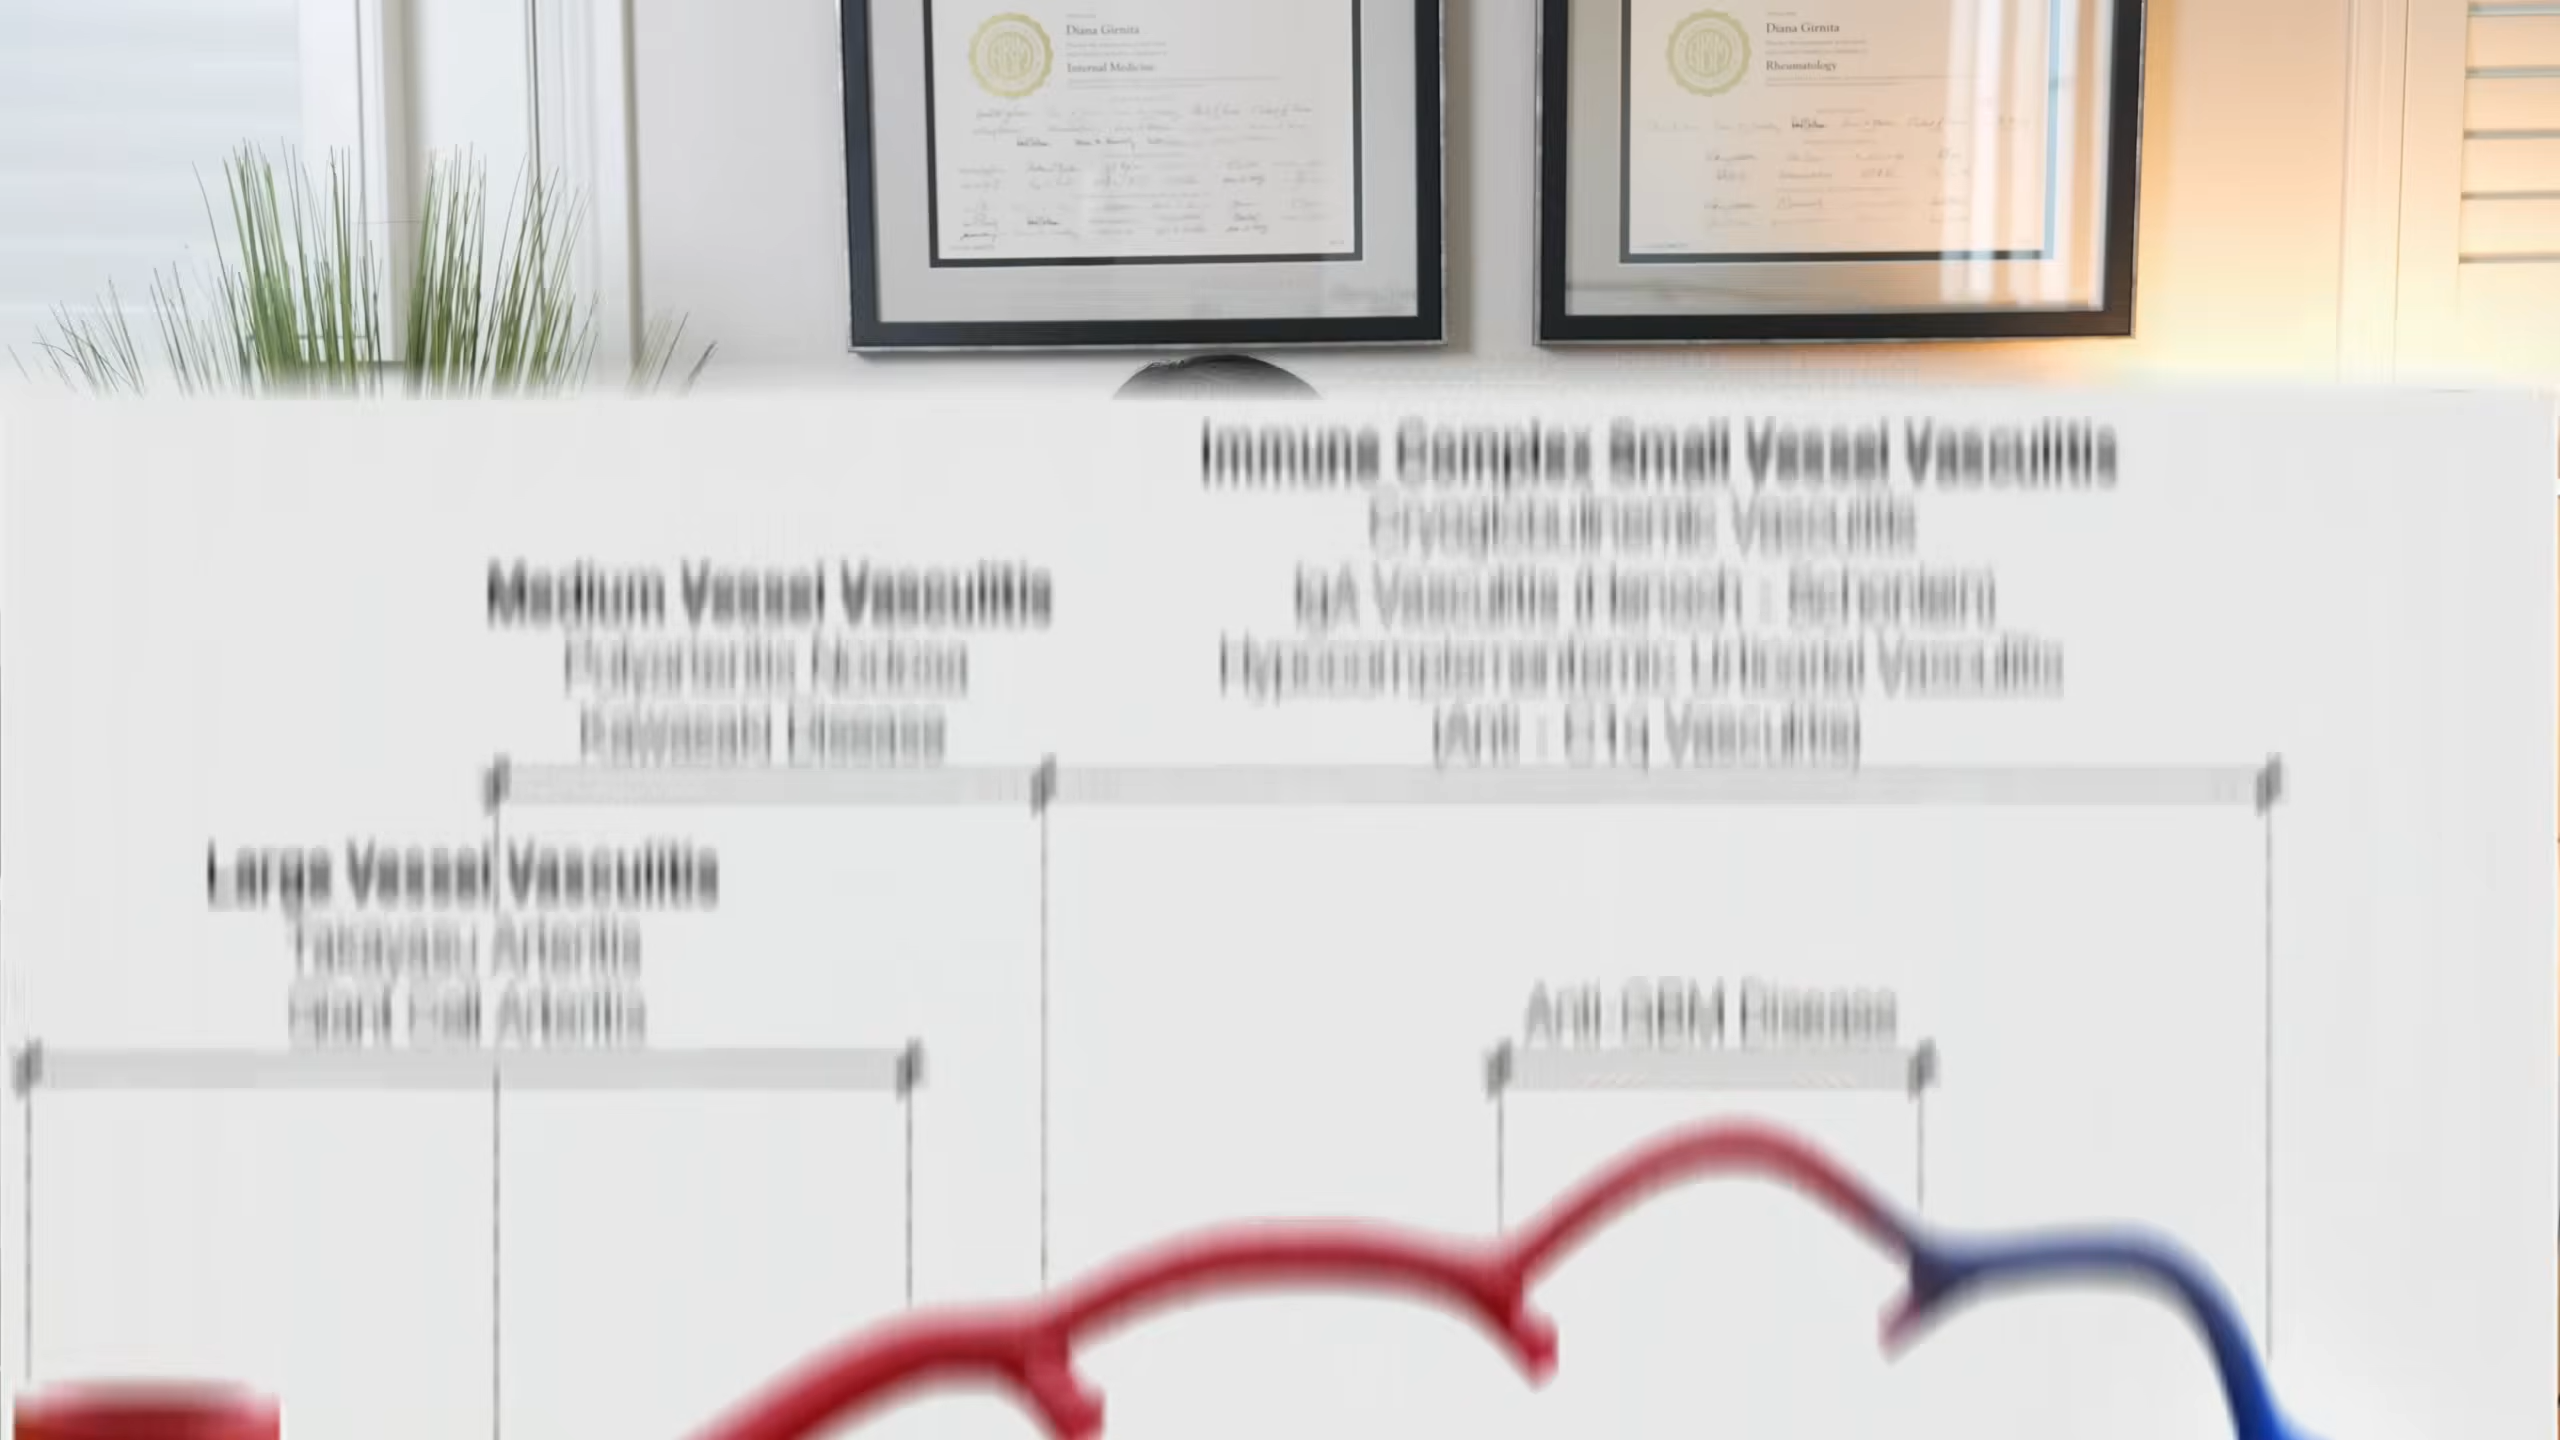 Diana Girnita
Internal Medicine
Diana Girnita
Rheumatology
Immune Complex Small Vessel Vasculitis
Cryoglobulinemic Vasculitis
IgA Vasculitis (Henoch - Schonlein)
Hypocomplementemic Urticarial Vasculitis
(Anti - C1q Vasculitis)
Medium Vessel Vasculitis
Polyarteritis Nodosa
Kawasaki Disease
Large Vessel Vasculitis
Takayasu Arteritis
Giant Cell Arteritis
Anti-GBM Disease